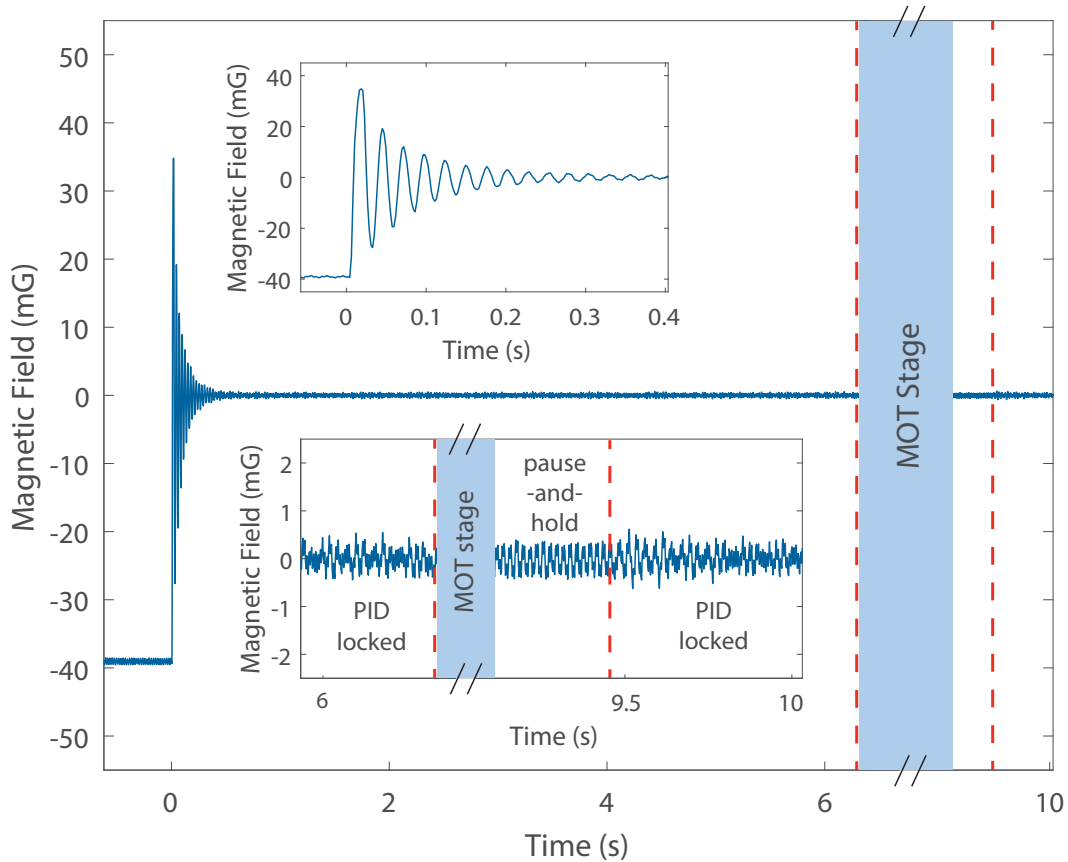 Magnetic Field (mG)
50
40
30
20
10
0
-10
-20
-30
-40
-50
0
2
4
6
10
Time (s)
MOT Stage
Magnetic Field (mG)
40
20
0
-20
-40
0
0.1
0.2
0.3
0.4
Time (s)
Magnetic Field (mG)
2
1
0
-1
-2
MOT stage
pause
-and-
hold
PID
locked
PID
locked
6
9.5
10
Time (s)